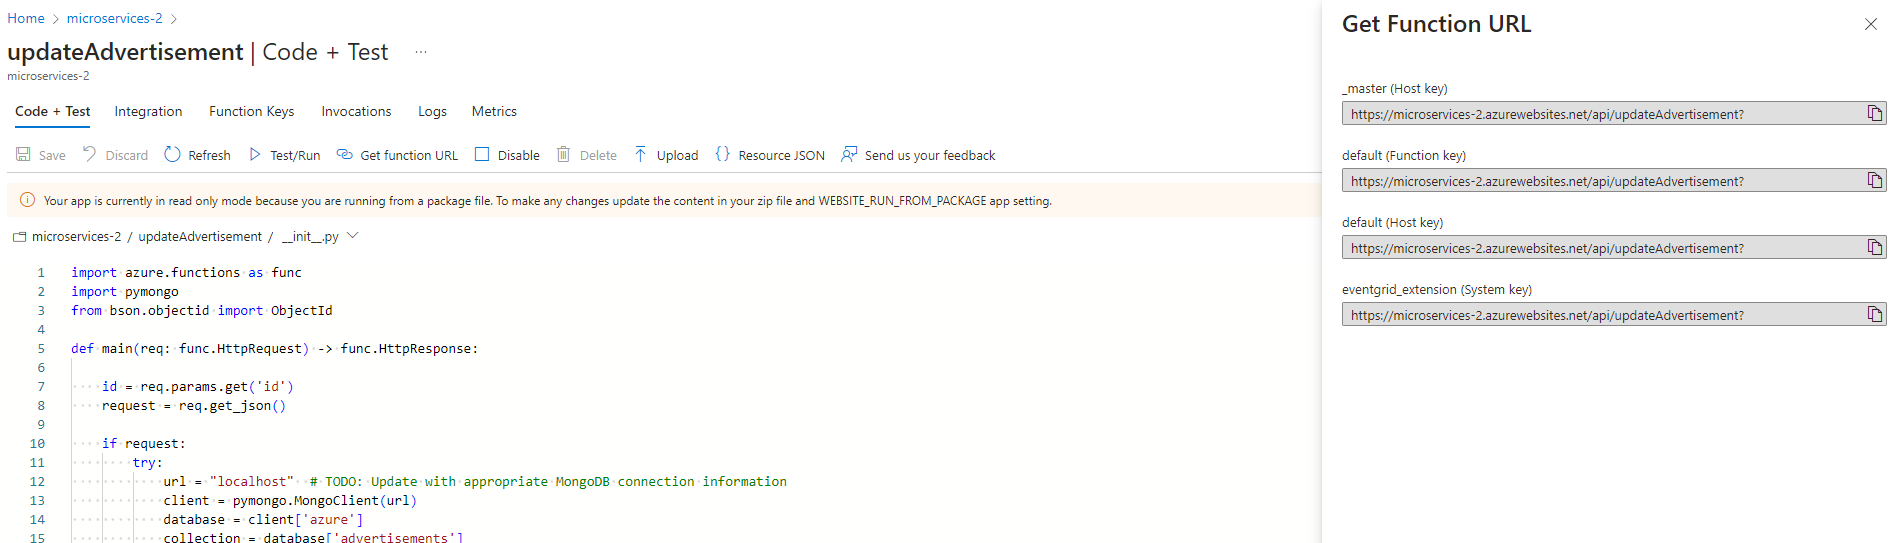 Home > microservices-2 >
updateAdvertisement | Code + Test ...
microservices-2
Code + Test Integration Function Keys Invocations Logs Metrics
Save Discard Refresh Test/Run Get function URL Disable Delete Upload {} Resource JSON Send us your feedback
Your app is currently in read only mode because you are running from a package file. To make any changes update the content in your zip file and WEBSITE_RUN_FROM_PACKAGE app setting.
microservices-2 / updateAdvertisement / __init__.py
1 import azure.functions as func
2 import pymongo
3 from bson.objectid import ObjectId
4
5 def main(req: func.HttpRequest) -> func.HttpResponse:
6
7     id = req.params.get('id')
8     request = req.get_json()
9
10     if request:
11         try:
12             url = "localhost"  # TODO: Update with appropriate MongoDB connection information
13             client = pymongo.MongoClient(url)
14             database = client['azure']
15             collection = database['advertisements']
Get Function URL
_master (Host key)
https://microservices-2.azurewebsites.net/api/updateAdvertisement?
default (Function key)
https://microservices-2.azurewebsites.net/api/updateAdvertisement?
default (Host key)
https://microservices-2.azurewebsites.net/api/updateAdvertisement?
eventgrid_extension (System key)
https://microservices-2.azurewebsites.net/api/updateAdvertisement?